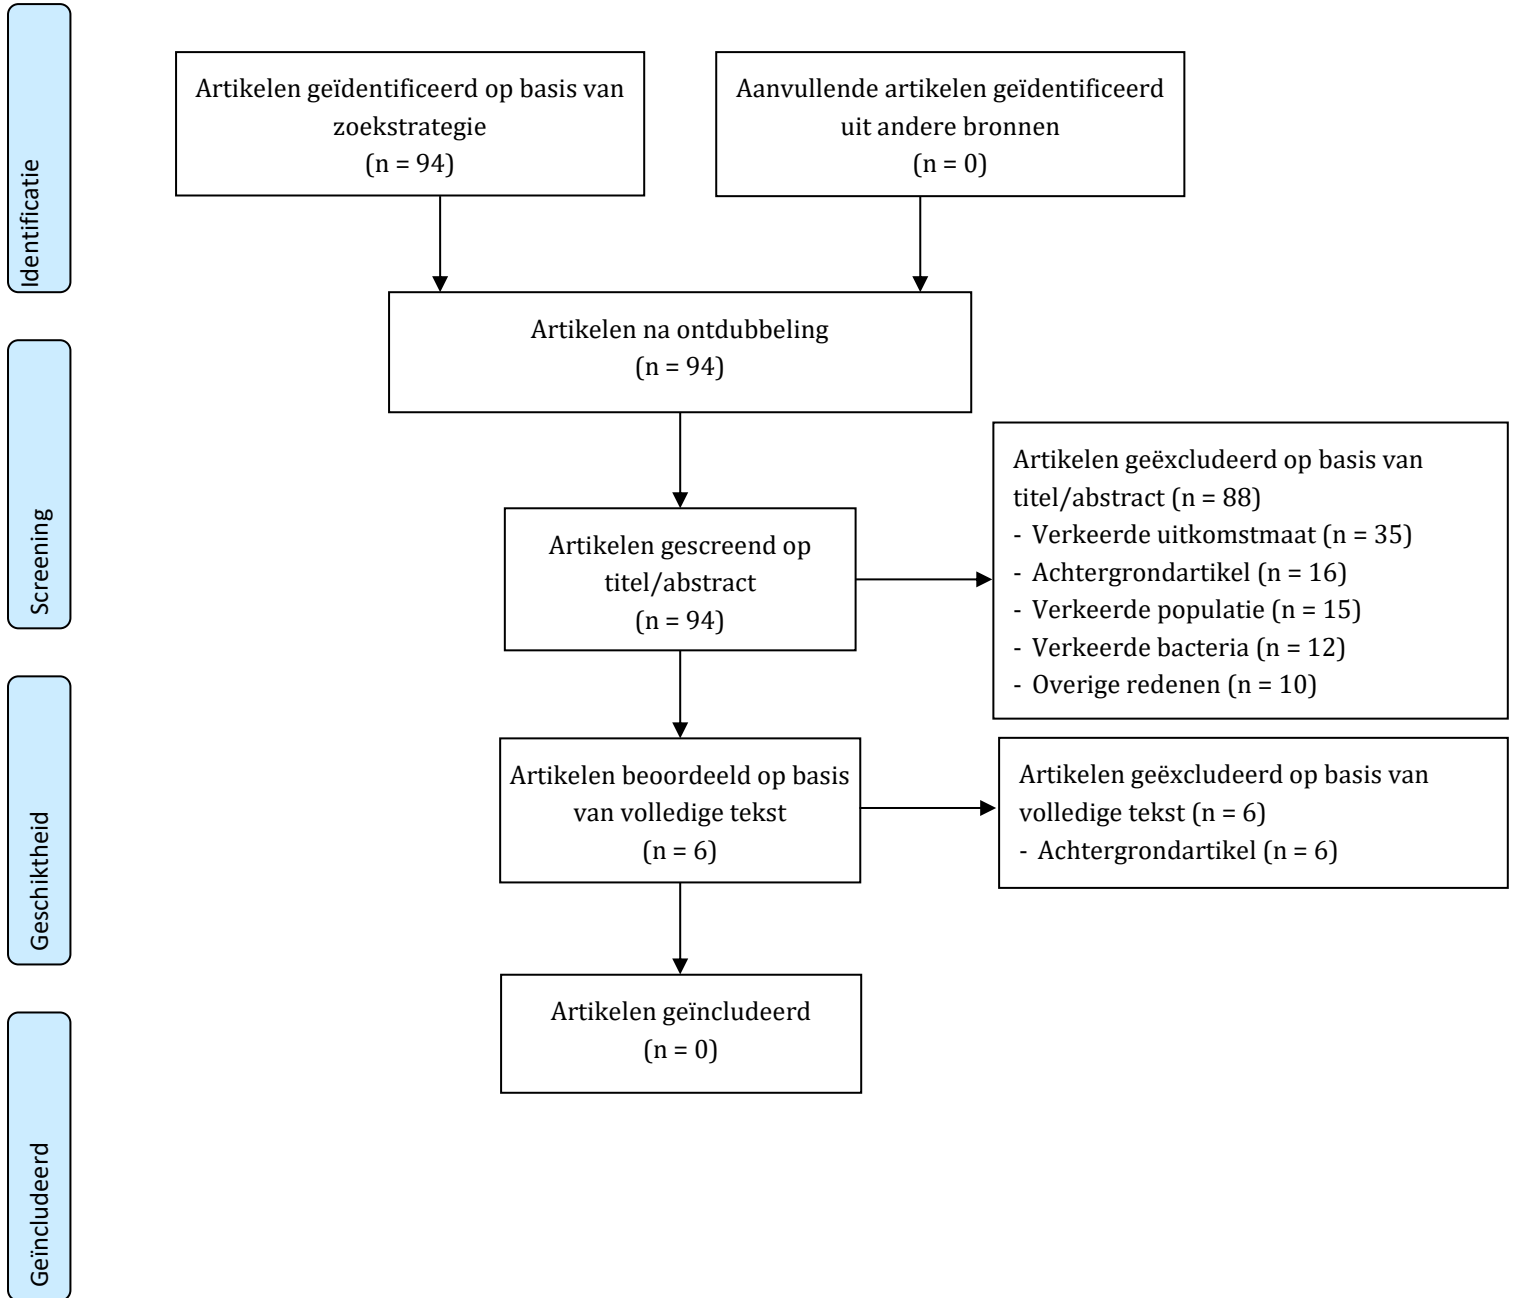 Identificatie
Artikelen geïdentificeerd op basis van
zoekstrategie
(n = 94)
Aanvullende artikelen geïdentificeerd
uit andere bronnen
(n = 0)
Artikelen na ontdubbeling
(n = 94)
Screening
Artikelen gescreend op
titel/abstract
(n = 94)
Artikelen geëxcludeerd op basis van
titel/abstract (n = 88)
- Verkeerde uitkomstmaat (n = 35)
- Achtergrondartikel (n = 16)
- Verkeerde populatie (n = 15)
- Verkeerde bacteria (n = 12)
- Overige redenen (n = 10)
Geschiktheid
Artikelen beoordeeld op basis
van volledige tekst
(n = 6)
Artikelen geëxcludeerd op basis van
volledige tekst (n = 6)
- Achtergrondartikel (n = 6)
Geïncludeerd
Artikelen geïncludeerd
(n = 0)